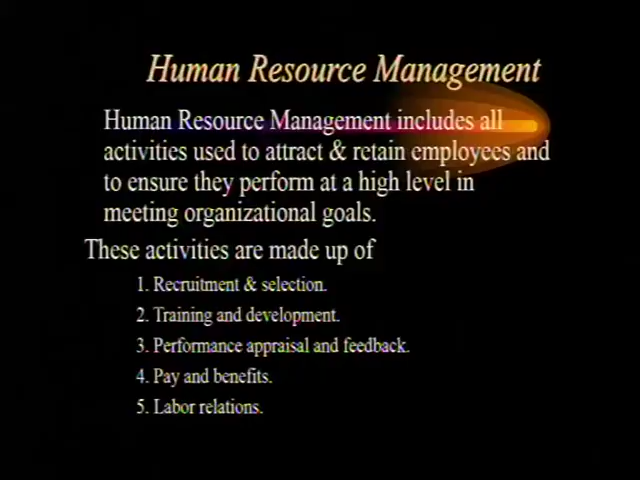 Human Resource Management
Human Resource Management includes all
activities used to attract & retain employees and
to ensure they perform at a high level in
meeting organizational goals.
These activities are made up of
1. Recruitment & selection.
2. Training and development.
3. Performance appraisal and feedback.
4. Pay and benefits.
5. Labor relations.